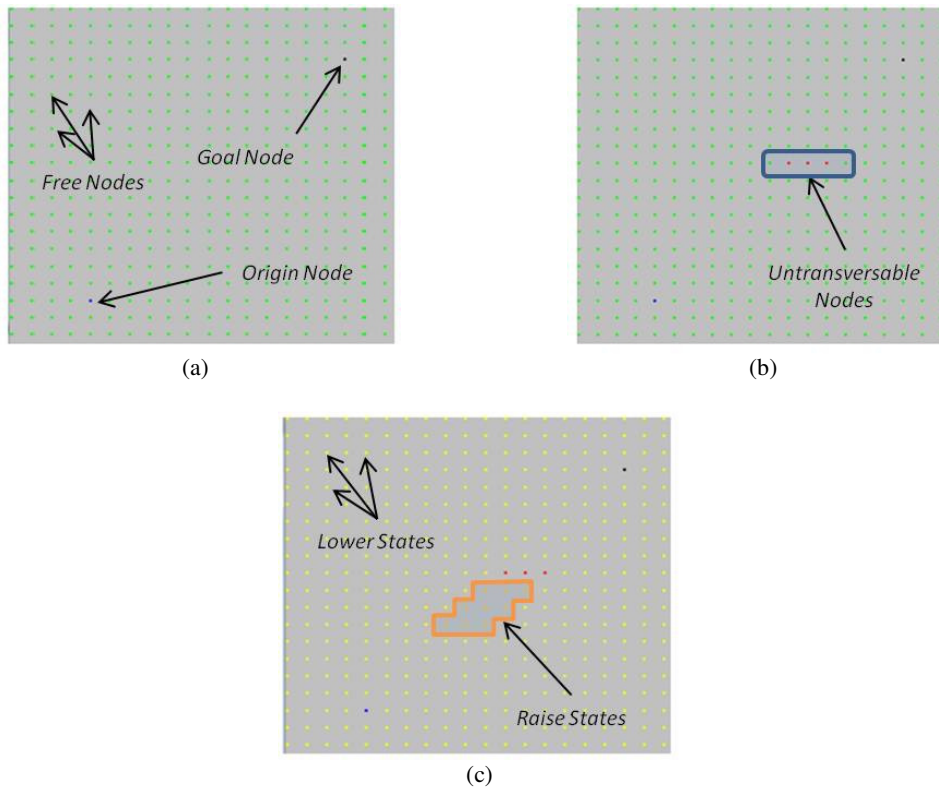 Goal Node
Free Nodes
Origin Node
(a)
Untransversable
Nodes
(b)
Lower States
Raise States
(c)